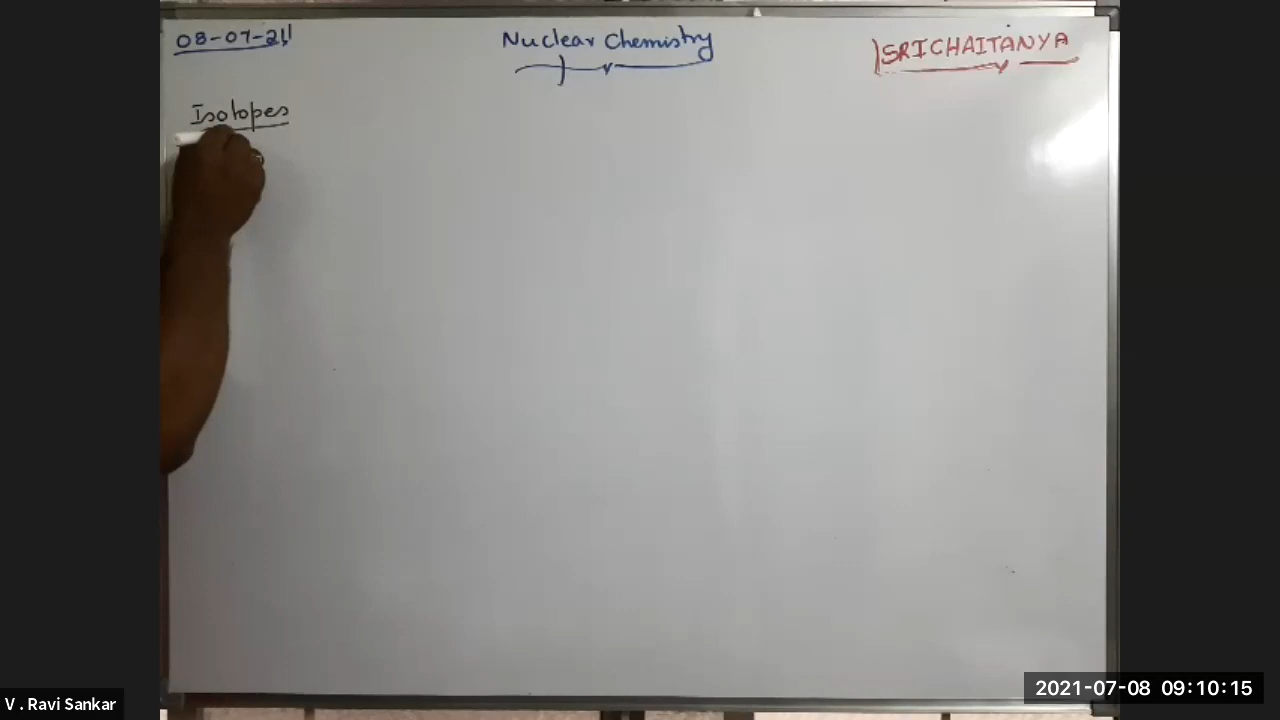 08-07-21
Nuclear Chemistry
SRICHAITANYA
Isotopes
V . Ravi Sankar
2021-07-08 09:10:15